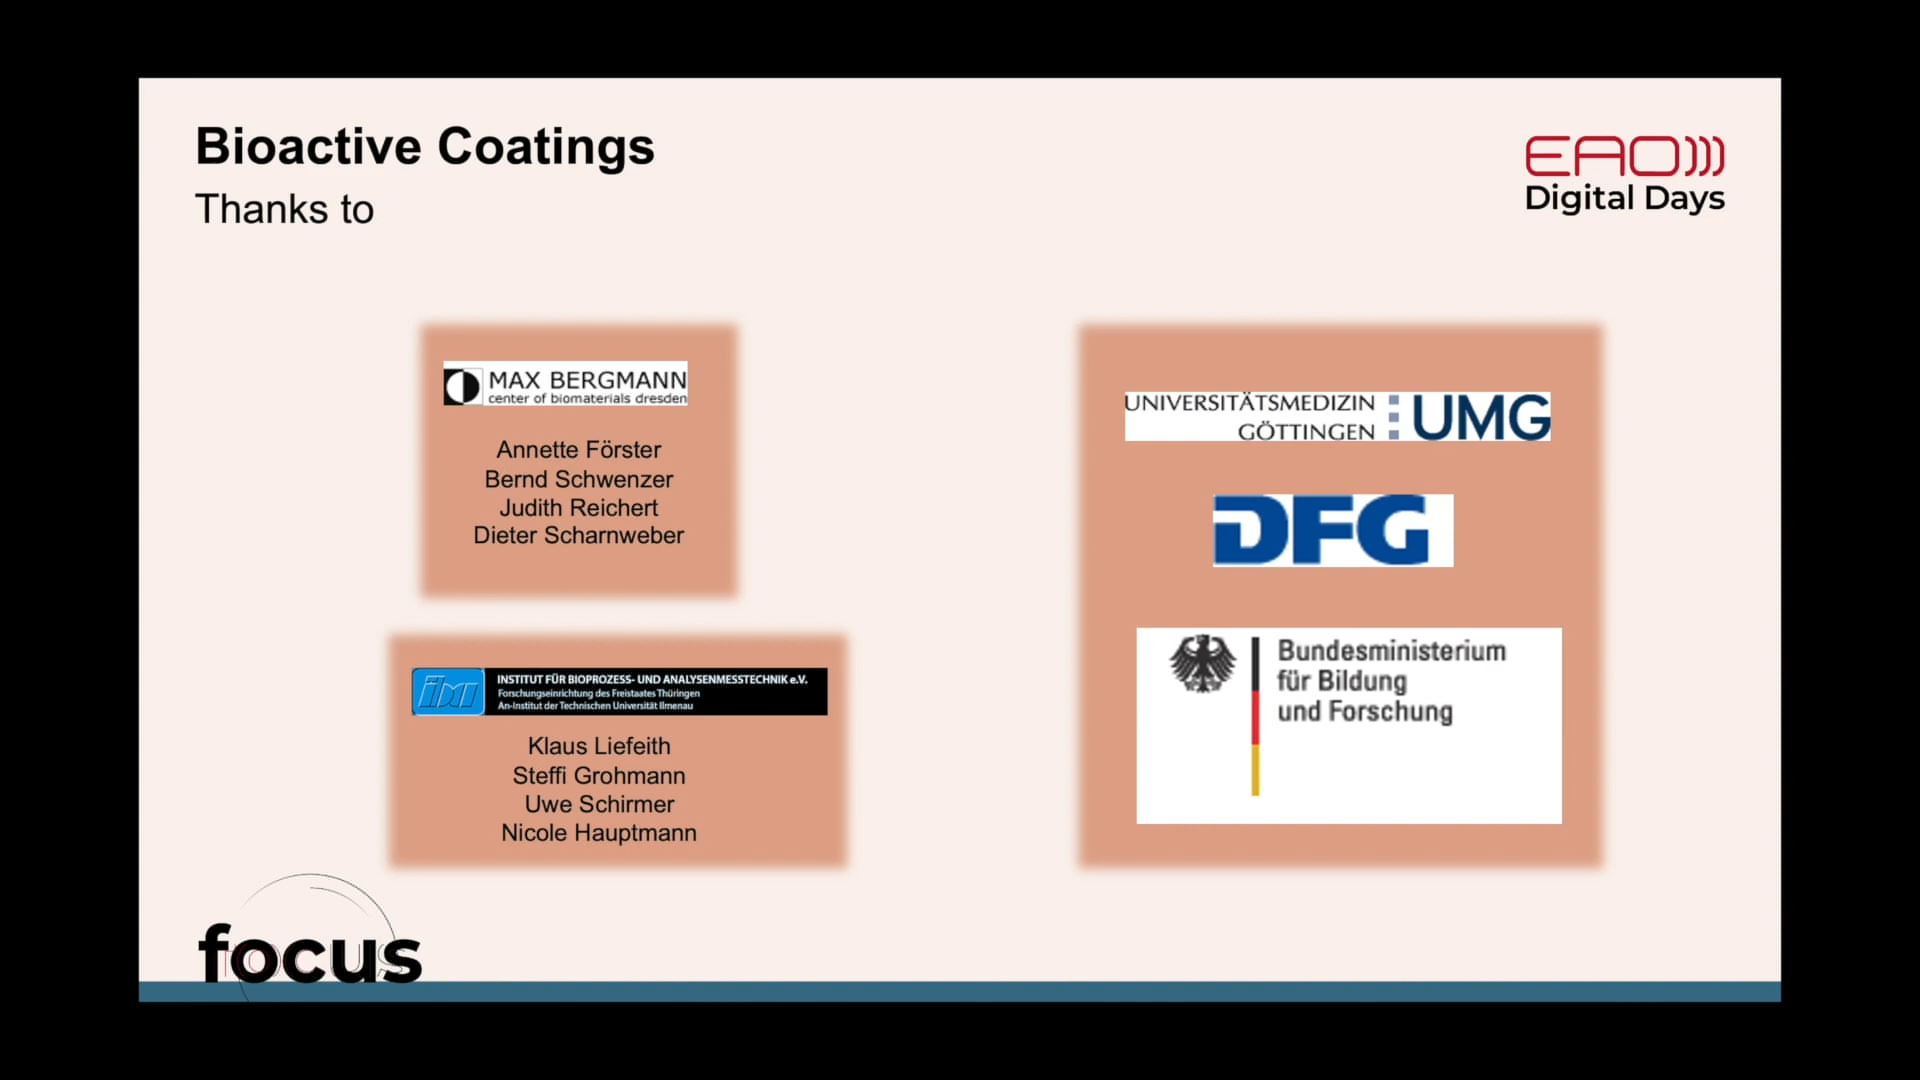 Bioactive Coatings
Thanks to
EAO)))
Digital Days
MAX BERGMANN
center of biomaterials dresden
Annette Förster
Bernd Schwenzer
Judith Reichert
Dieter Scharnweber
ibA INSTITUT FÜR BIOPROZESS- UND ANALYSENMESSTECHNIK e.V.
Forschungseinrichtung des Freistaates Thüringen
An-Institut der Technischen Universität Ilmenau
Klaus Liefeith
Steffi Grohmann
Uwe Schirmer
Nicole Hauptmann
UNIVERSITÄTSMEDIZIN
GÖTTINGEN
UMG
DFG
Bundesministerium
für Bildung
und Forschung
focus